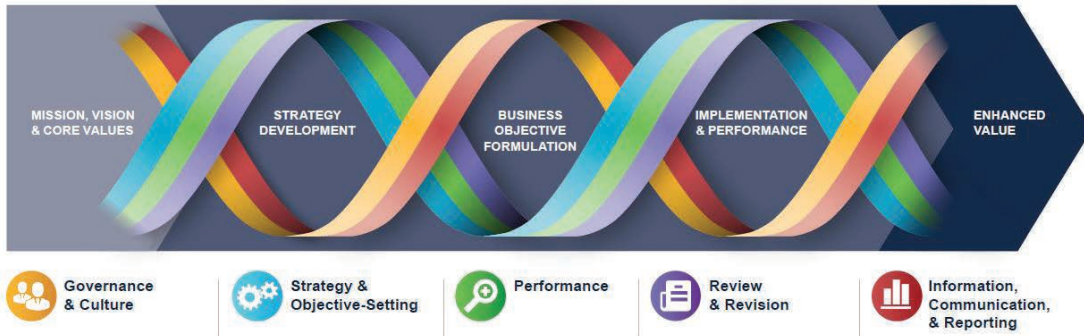 MISSION, VISION
& CORE VALUES
STRATEGY
DEVELOPMENT
BUSINESS
OBJECTIVE
FORMULATION
IMPLEMENTATION
& PERFORMANCE
ENHANCED
VALUE
Governance
& Culture
Strategy &
Objective-Setting
Performance
Review
& Revision
Information,
Communication,
& Reporting